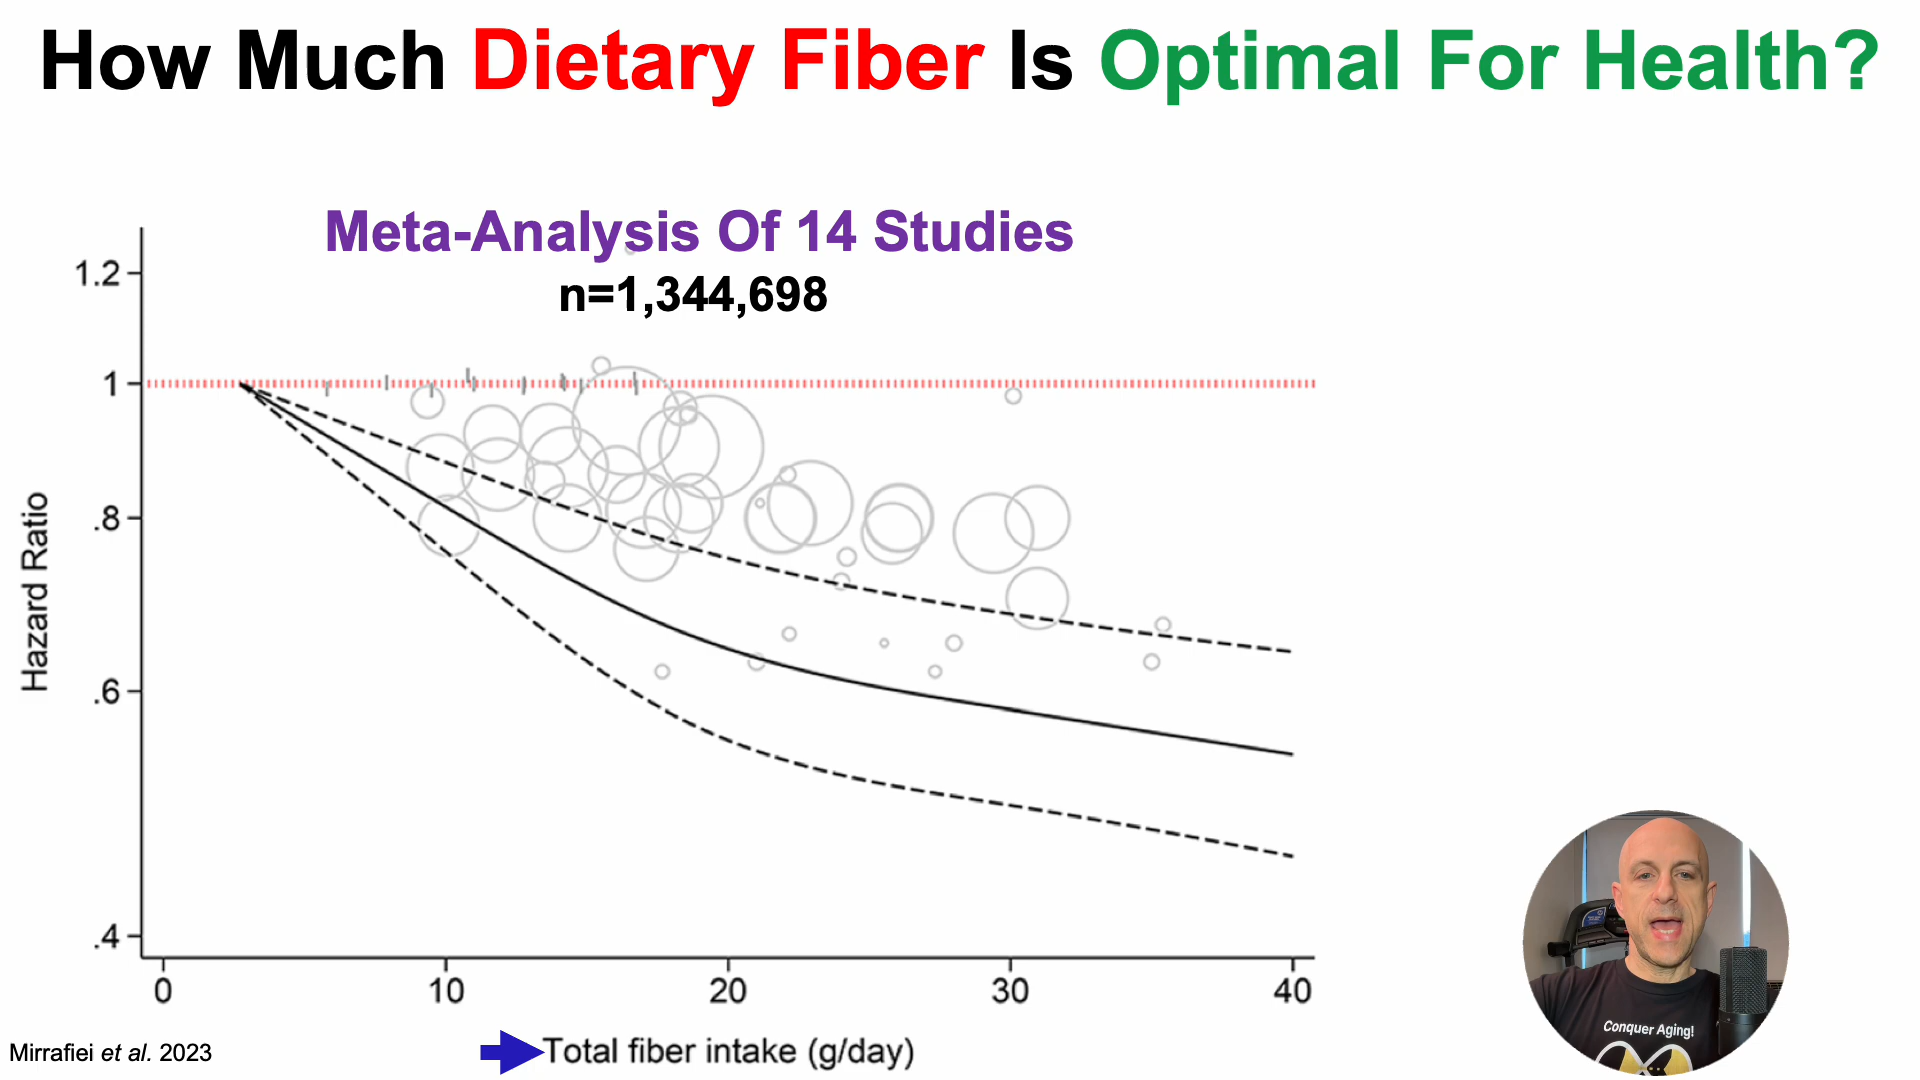 How Much Dietary Fiber Is Optimal For Health?
Meta-Analysis Of 14 Studies
n=1,344,698
Hazard Ratio
1.2
1
.8
.6
.4
0 10 20 30 40
Total fiber intake (g/day)
Mirrafiei et al. 2023
Conquer Aging!